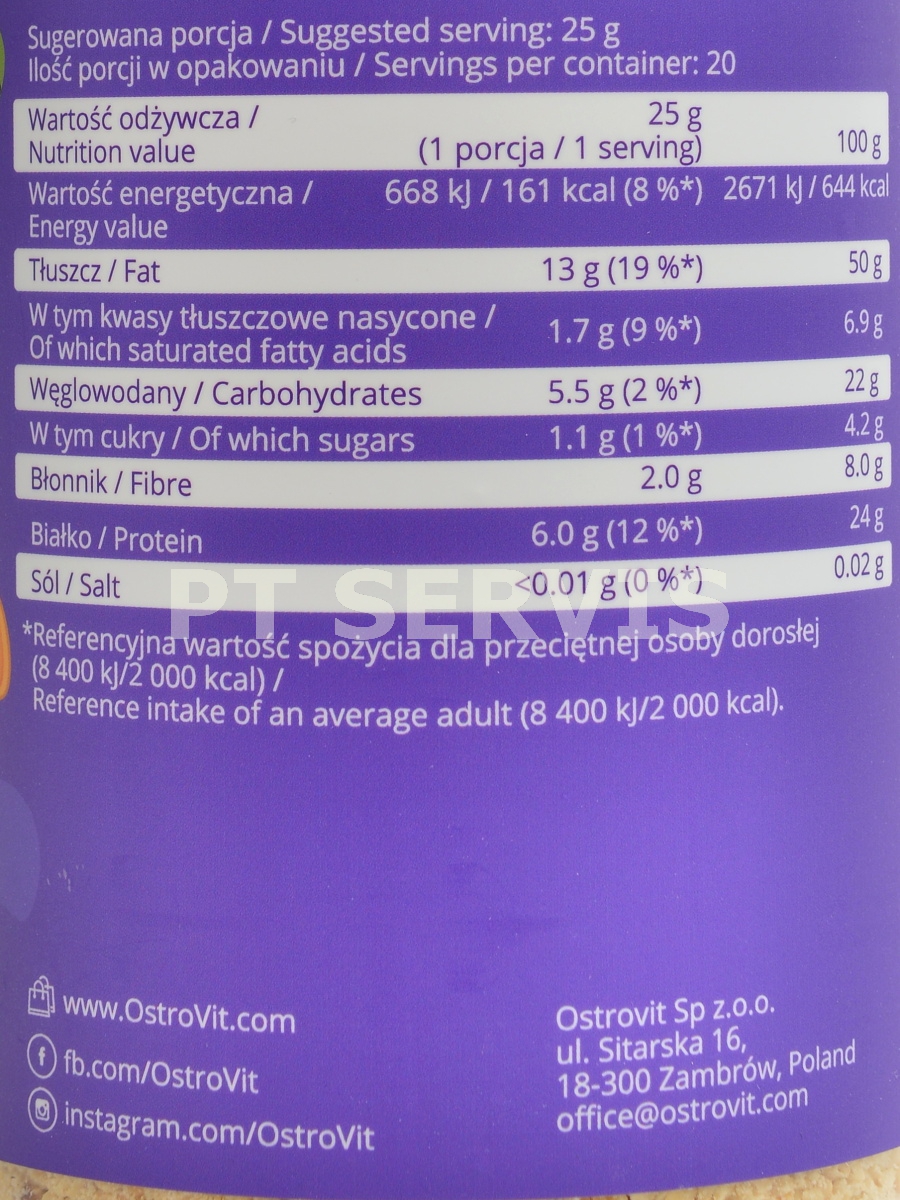 Sugerowana porcja / Suggested serving: 25 g
Ilość porcji w opakowaniu / Servings per container: 20
Wartość odżywcza / 25 g
Nutrition value (1 porcja / 1 serving) 100 g
Wartość energetyczna / 668 kJ / 161 kcal (8 %*) 2671 kJ / 644 kcal
Energy value
Tłuszcz / Fat 13 g (19 %*) 50 g
W tym kwasy tłuszczowe nasycone / 1.7 g (9 %*) 6.9 g
Of which saturated fatty acids
Węglowodany / Carbohydrates 5.5 g (2 %*) 22 g
W tym cukry / Of which sugars 1.1 g (1 %*) 4.2 g
Błonnik / Fibre 2.0 g 8.0 g
Białko / Protein 6.0 g (12 %*) 24 g
Sól / Salt <0.01 g (0 %*) 0.02 g
PT SERVIS
*Referencyjna wartość spożycia dla przeciętnej osoby dorosłej
(8 400 kJ/2 000 kcal) /
Reference intake of an average adult (8 400 kJ/2 000 kcal).
www.OstroVit.com
fb.com/OstroVit
instagram.com/OstroVit
Ostrovit Sp z.o.o.
ul. Sitarska 16,
18-300 Zambrów, Poland
office@ostrovit.com